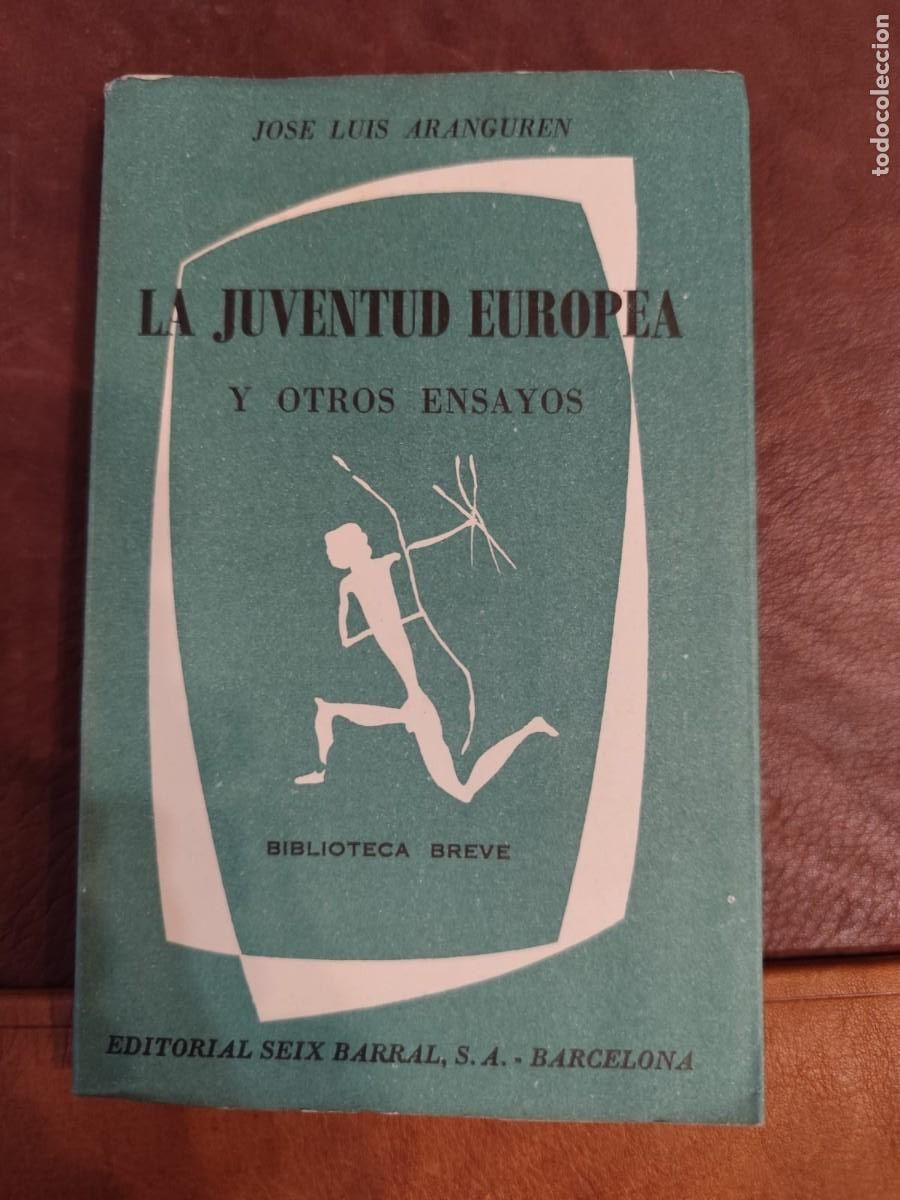 JOSE LUIS ARANGUREN
LA JUVENTUD EUROPEA
Y OTROS ENSAYOS
BIBLIOTECA BREVE
EDITORIAL SEIX BARRAL, S. A. - BARCELONA
todocoleccion